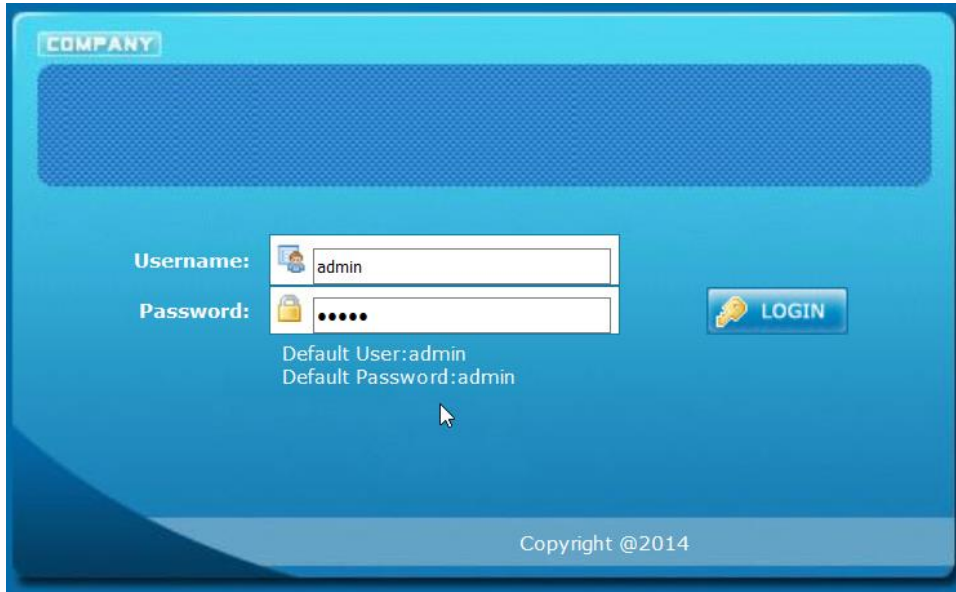 COMPANY
Username: admin
Password: •••••
LOGIN
Default User:admin
Default Password:admin
Copyright @2014